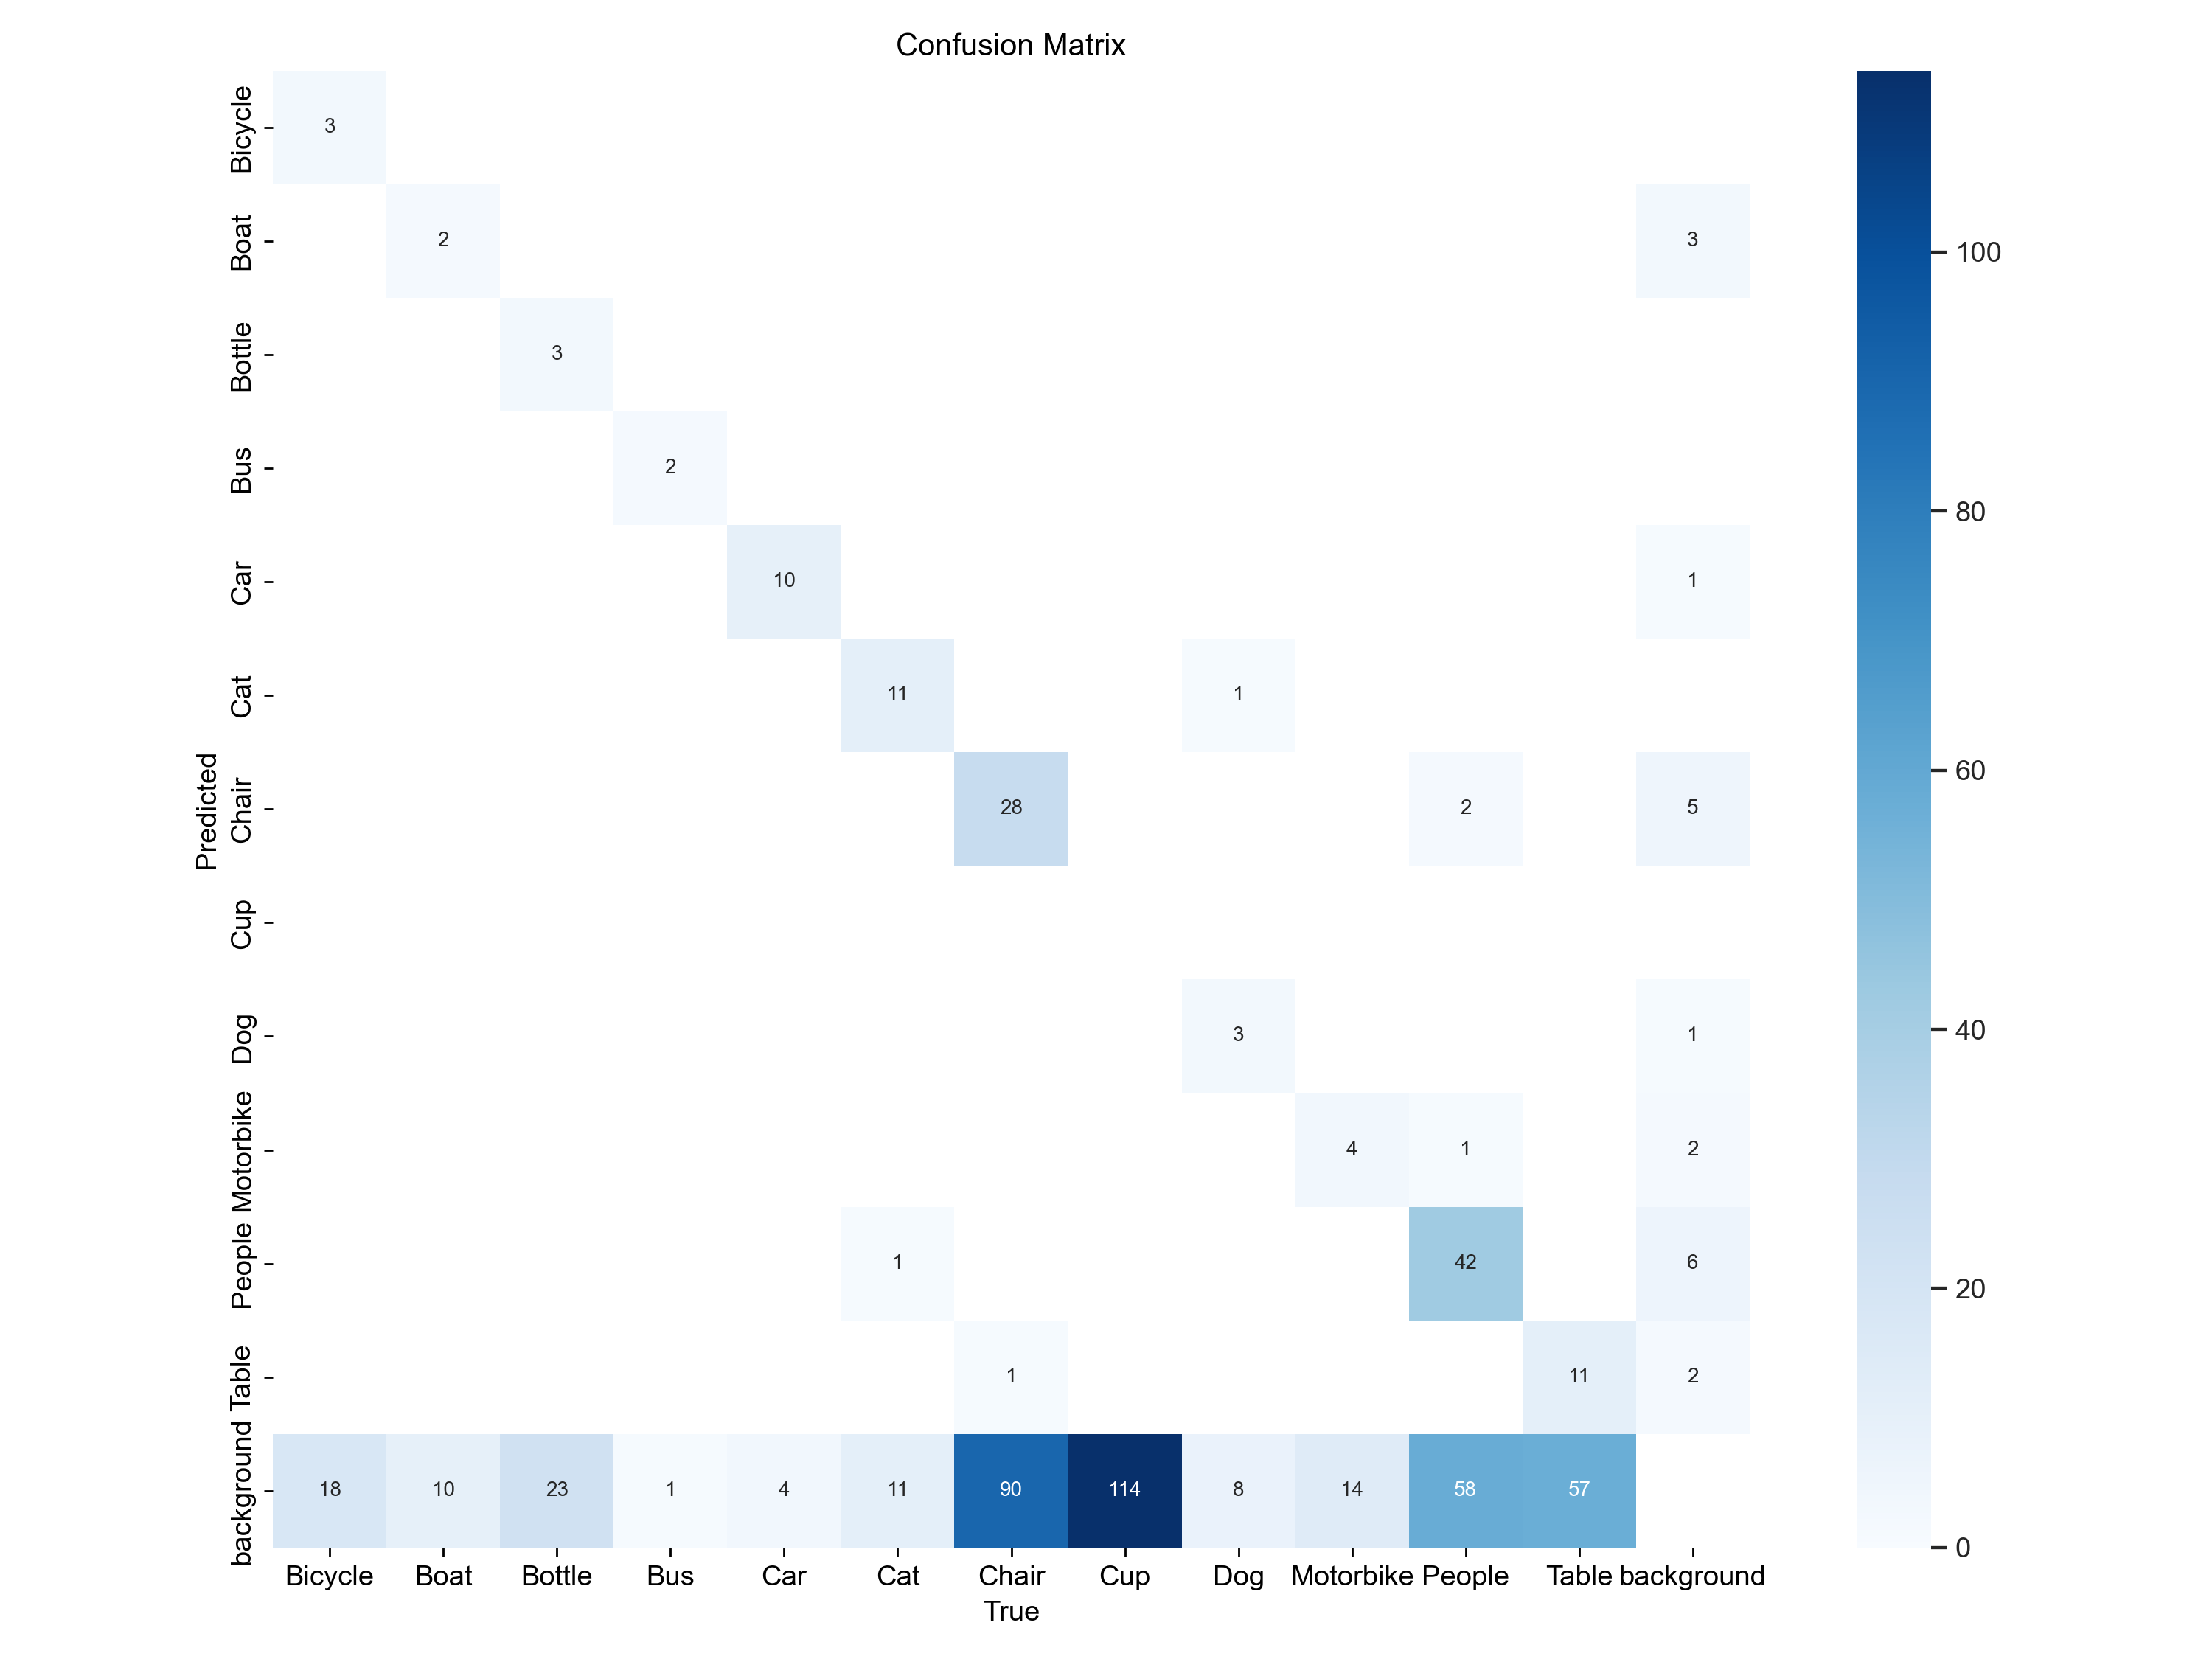 Confusion Matrix
Bicycle
3
Boat
2
3
Bottle
3
Bus
2
Car
10
1
Cat
11
1
Predicted
Chair
28
2
5
Cup
Dog
3
1
Motorbike
4
1
2
People
1
42
6
Table
1
11
2
background
18
10
23
1
4
11
90
114
8
14
58
57
Bicycle
Boat
Bottle
Bus
Car
Cat
Chair
Cup
Dog
Motorbike
People
Table
background
True
100
80
60
40
20
0